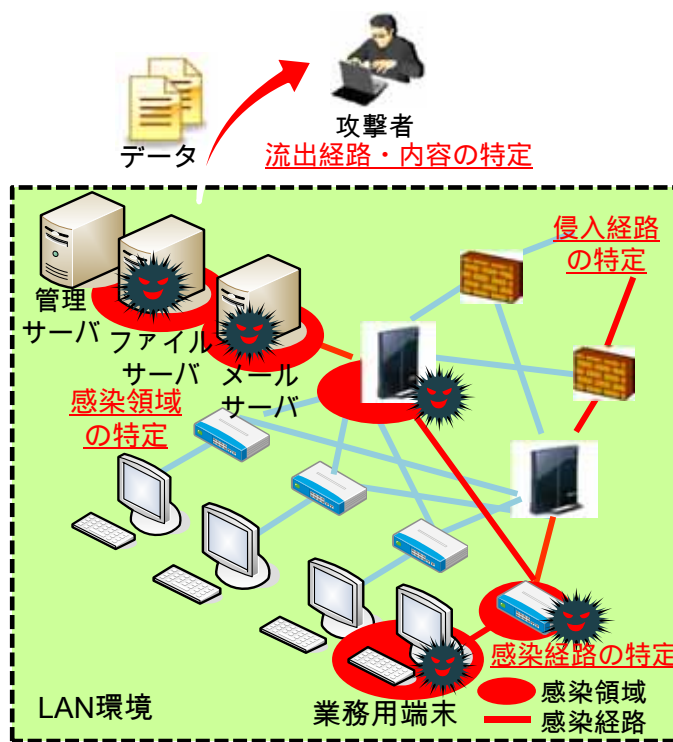 データ
攻撃者
流出経路・内容の特定
侵入経路
の特定
管理
サーバ
ファイル
サーバ
メール
サーバ
感染領域
の特定
感染経路の特定
感染領域
感染経路
LAN環境
業務用端末